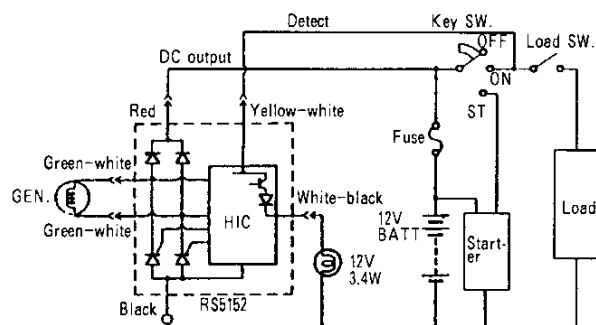 Detect
Key SW.
OFF
Load SW.
DC output
ON
ST
Red
Yellow-white
Fuse
Green-white
GEN.
White-black
HIC
Green-white
12V
BATT
Start-
er
Load
12V
3.4W
Black
RS5152